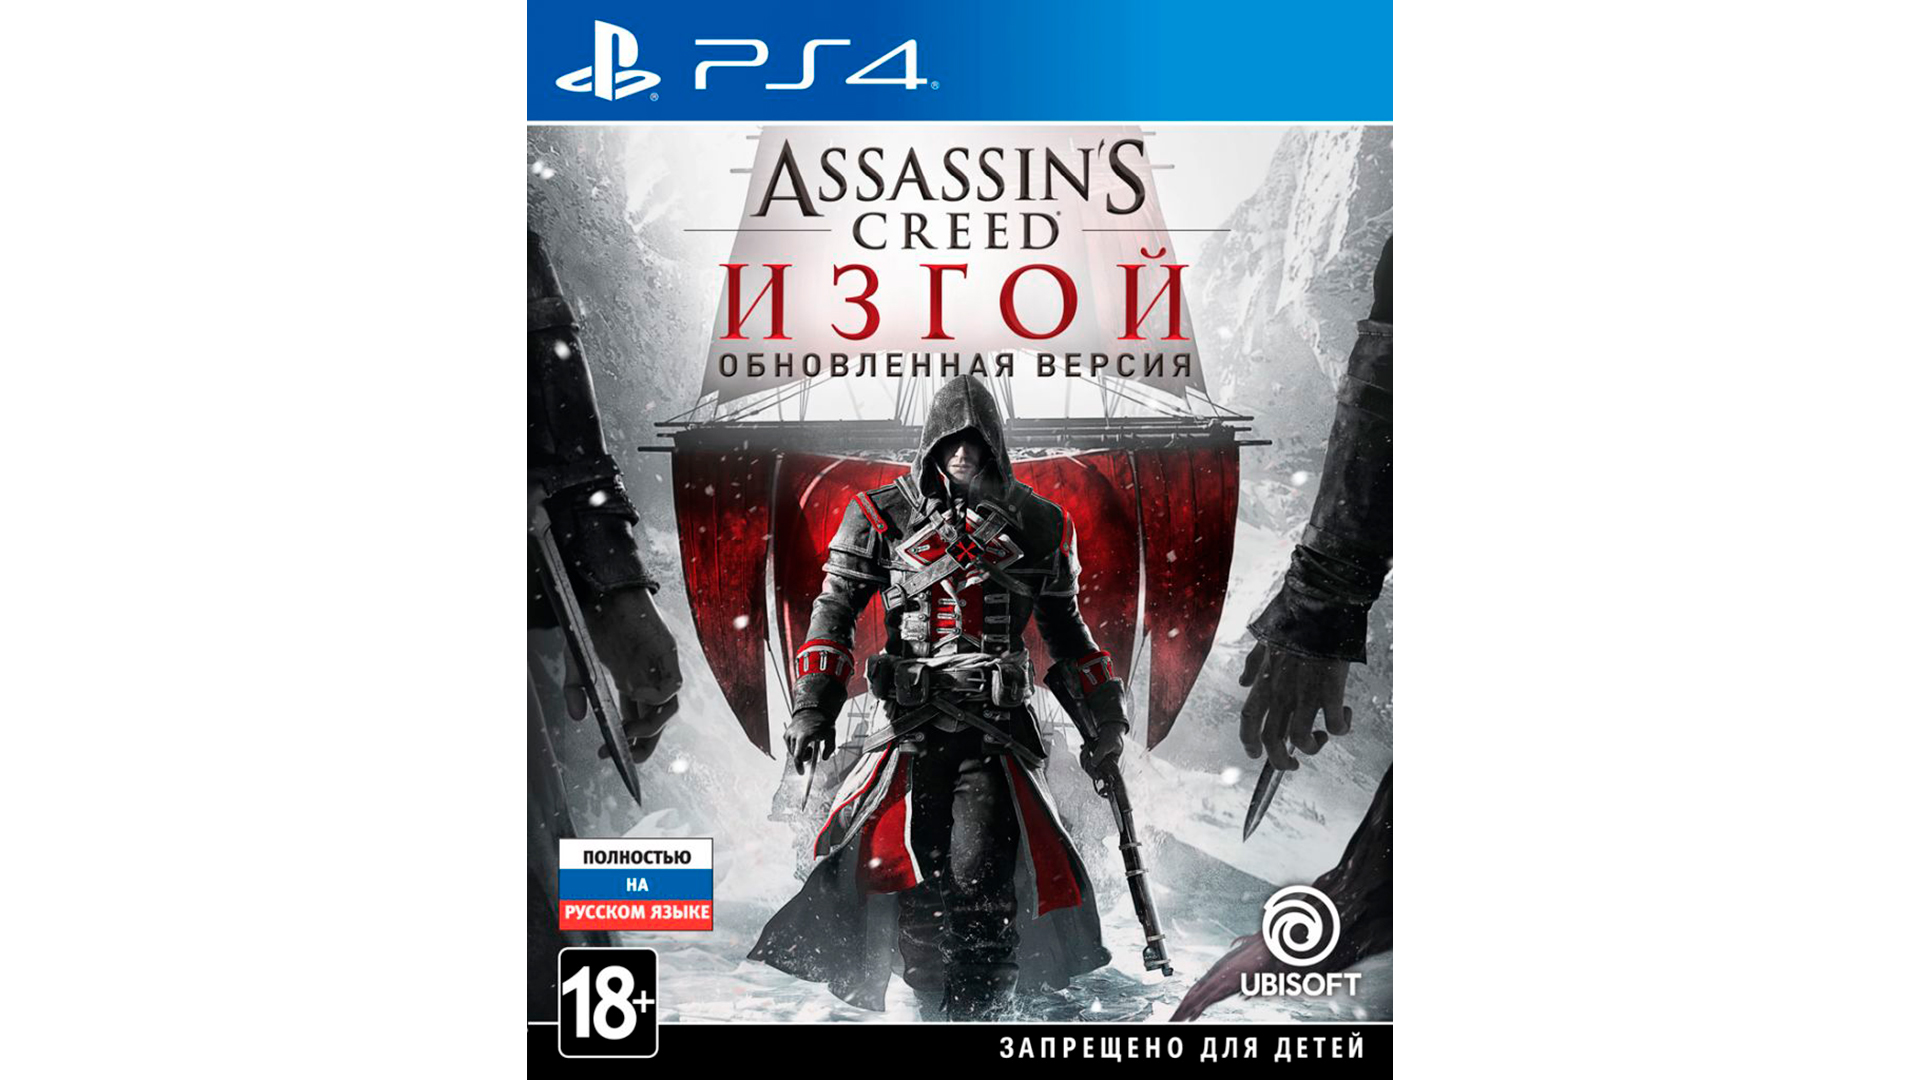 PS4®
ASSASSIN'S
CREED®
ИЗГОЙ
ОБНОВЛЕННАЯ ВЕРСИЯ
ПОЛНОСТЬЮ
НА
РУССКОМ ЯЗЫКЕ
18+
UBISOFT
ЗАПРЕЩЕНО ДЛЯ ДЕТЕЙ